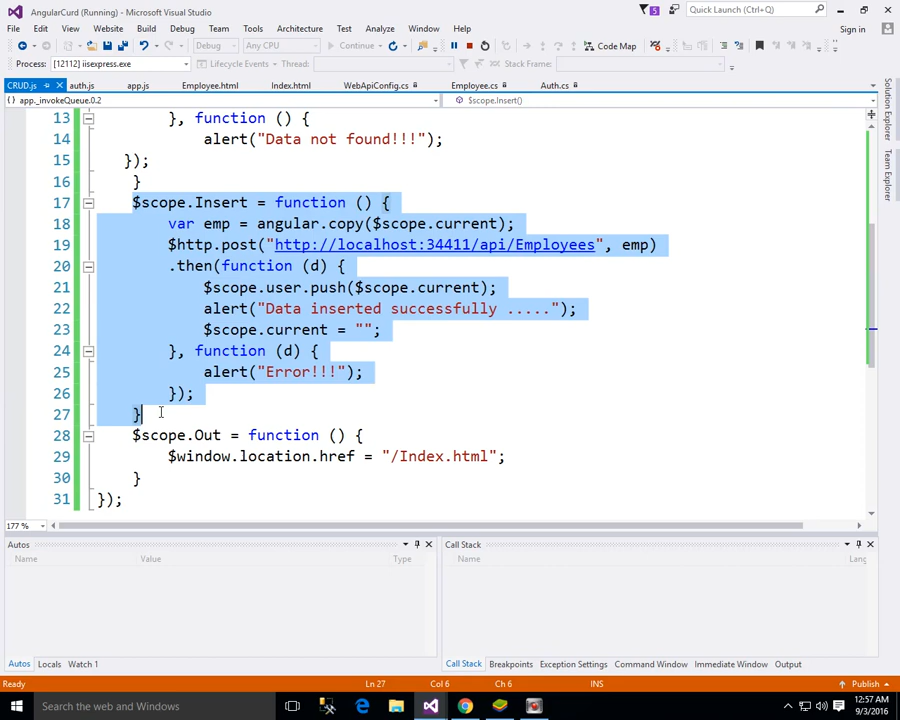 AngularCurd (Running) - Microsoft Visual Studio
5
Quick Launch (Ctrl+Q)
File Edit View Website Build Debug Team Tools Architecture Test Analyze Window Help
Sign in
Debug Any CPU Continue Code Map
Process: [12112] iisexpress.exe Lifecycle Events Thread: Stack Frame:
CRUD.js auth.js app.js Employee.html Index.html WebApiConfig.cs Employee.cs Auth.cs
app._invokeQueue.0.2 $scope.Insert()
Solution Explorer
Team Explorer
13 }, function () {
14 alert("Data not found!!!");
15 });
16 }
17 $scope.Insert = function () {
18 var emp = angular.copy($scope.current);
19 $http.post("http://localhost:34411/api/Employees", emp)
20 .then(function (d) {
21 $scope.user.push($scope.current);
22 alert("Data inserted successfully .....");
23 $scope.current = "";
24 }, function (d) {
25 alert("Error!!!");
26 });
27 }
28 $scope.Out = function () {
29 $window.location.href = "/Index.html";
30 }
31 });
177 %
Autos
Name Value Type
Call Stack
Name Lang
Autos Locals Watch 1
Call Stack Breakpoints Exception Settings Command Window Immediate Window Output
Ready Ln 27 Col 6 Ch 6 INS Publish
Search the web and Windows
12:57 AM
9/3/2016